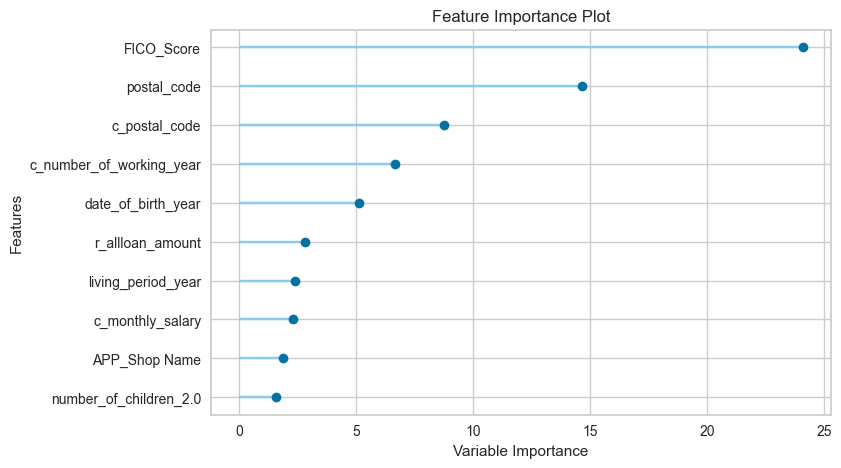 Feature Importance Plot
FICO_Score
postal_code
c_postal_code
c_number_of_working_year
date_of_birth_year
r_allloan_amount
living_period_year
c_monthly_salary
APP_Shop Name
number_of_children_2.0
Features
0 5 10 15 20 25
Variable Importance